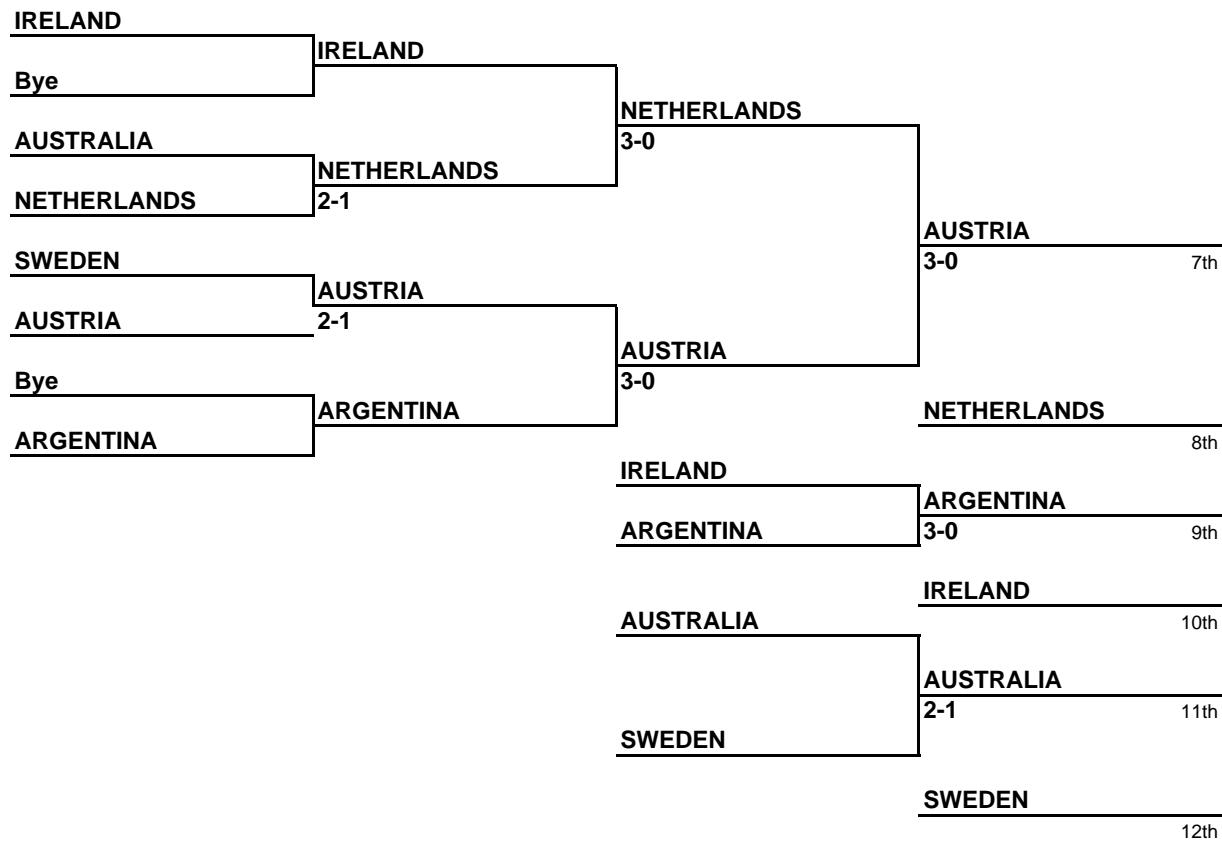 IRELAND
IRELAND
Bye
NETHERLANDS
AUSTRALIA
3-0
NETHERLANDS
NETHERLANDS
2-1
AUSTRIA
SWEDEN
3-0
7th
AUSTRIA
AUSTRIA
2-1
AUSTRIA
Bye
3-0
ARGENTINA
NETHERLANDS
ARGENTINA
8th
IRELAND
ARGENTINA
ARGENTINA
3-0
9th
IRELAND
AUSTRALIA
10th
AUSTRALIA
2-1
11th
SWEDEN
SWEDEN
12th